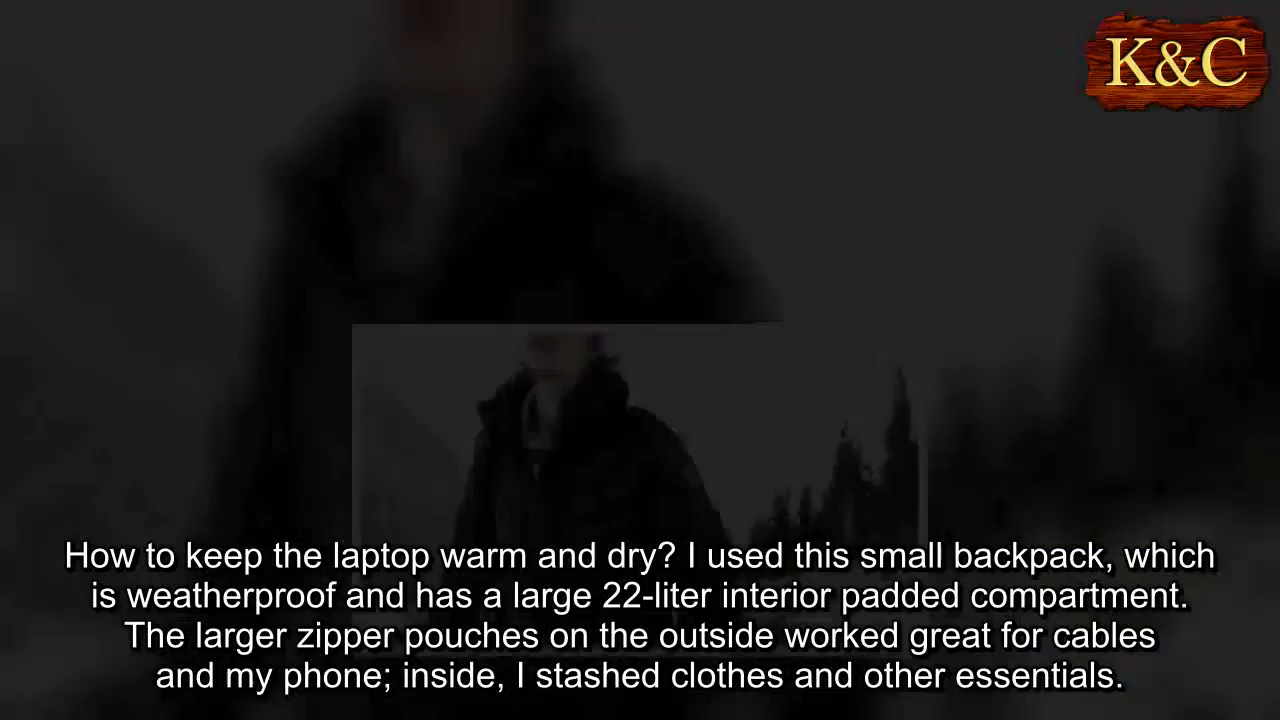 K&C
How to keep the laptop warm and dry? I used this small backpack, which
is weatherproof and has a large 22-liter interior padded compartment.
The larger zipper pouches on the outside worked great for cables
and my phone; inside, I stashed clothes and other essentials.